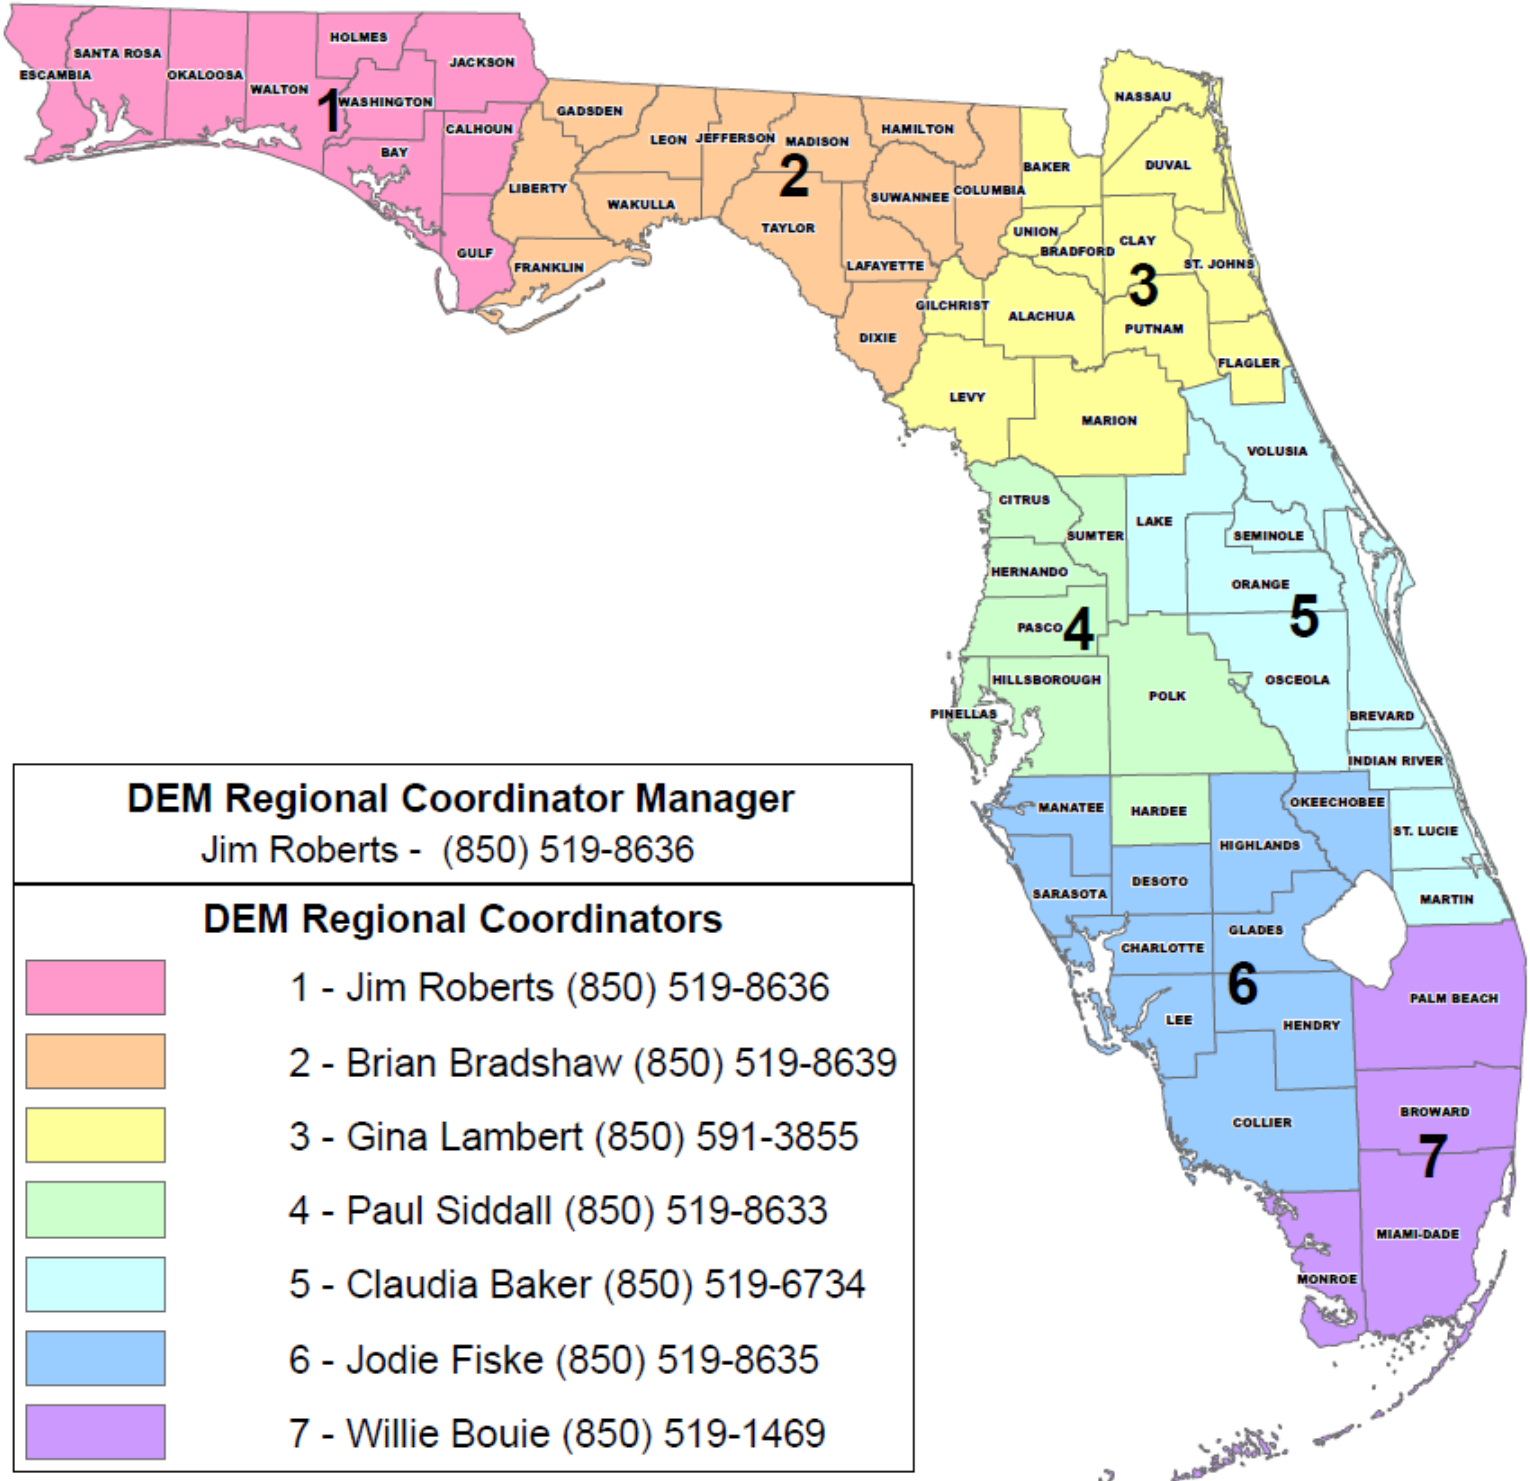 HOLMES
SANTA ROSA
JACKSON
ESCAMBIA
OKALOOSA
WALTON
1
WASHINGTON
CALHOUN
BAY
GULF
GADSDEN
LEON
JEFFERSON
MADISON
HAMILTON
2
LIBERTY
WAKULLA
SUWANNEE
COLUMBIA
TAYLOR
LAFAYETTE
FRANKLIN
DIXIE
NASSAU
BAKER
DUVAL
UNION
BRADFORD
CLAY
ST. JOHNS
3
GILCHRIST
ALACHUA
PUTNAM
FLAGLER
LEVY
MARION
VOLUSIA
CITRUS
SUMTER
LAKE
SEMINOLE
HERNANDO
ORANGE
5
PASCO
4
HILLSBOROUGH
POLK
OSCEOLA
PINELLAS
BREVARD
INDIAN RIVER
MANATEE
HARDEE
OKEECHOBEE
ST. LUCIE
HIGHLANDS
SARASOTA
DESOTO
MARTIN
CHARLOTTE
GLADES
6
LEE
HENDRY
PALM BEACH
COLLIER
BROWARD
7
MIAMI-DADE
MONROE
DEM Regional Coordinator Manager
Jim Roberts - (850) 519-8636
DEM Regional Coordinators
1 - Jim Roberts (850) 519-8636
2 - Brian Bradshaw (850) 519-8639
3 - Gina Lambert (850) 591-3855
4 - Paul Siddall (850) 519-8633
5 - Claudia Baker (850) 519-6734
6 - Jodie Fiske (850) 519-8635
7 - Willie Bouie (850) 519-1469